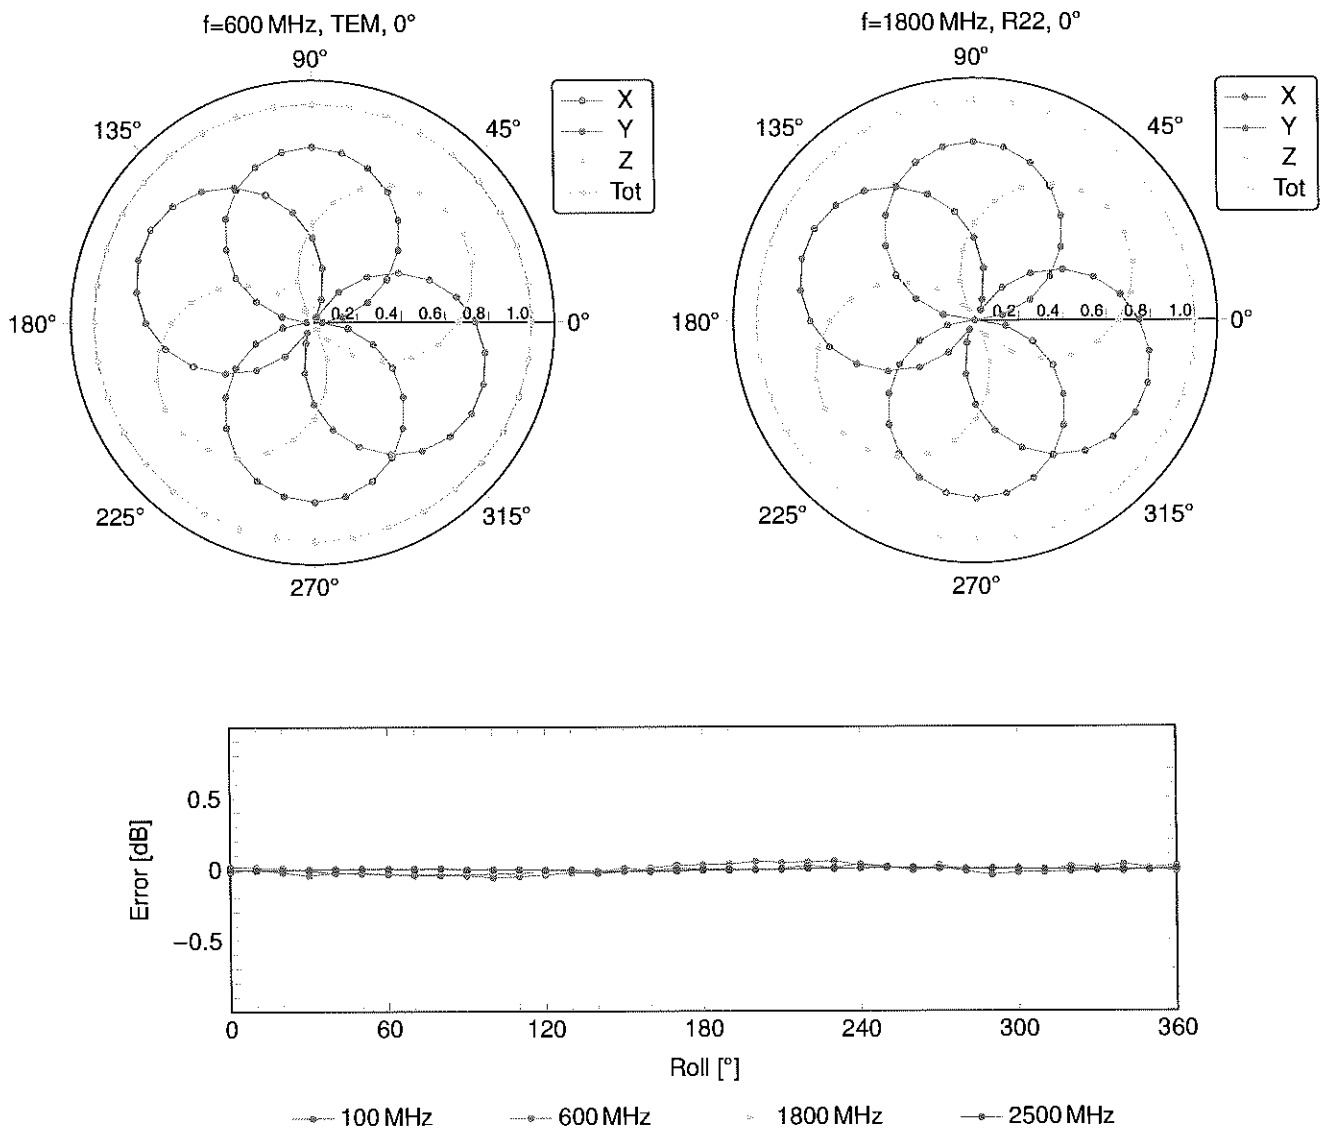 f=600 MHz, TEM, 0°
90°
135°
45°
180°
0.2 0.4 0.6 0.8 1.0
0°
225°
315°
270°
X
Y
Z
Tot
f=1800 MHz, R22, 0°
90°
135°
45°
180°
0.2 0.4 0.6 0.8 1.0
0°
225°
315°
270°
X
Y
Z
Tot
Error [dB]
0.5
0
−0.5
0 60 120 180 240 300 360
Roll [°]
100 MHz 600 MHz 1800 MHz 2500 MHz